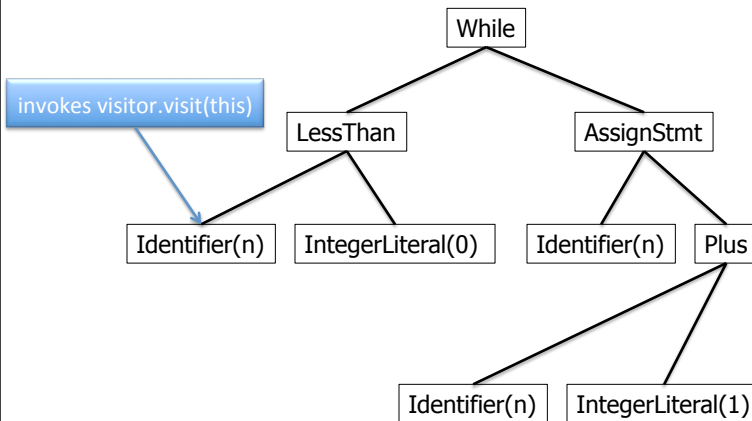 While
invokes visitor.visit(this)
LessThan
AssignStmt
Identifier(n)
IntegerLiteral(0)
Identifier(n)
Plus
Identifier(n)
IntegerLiteral(1)